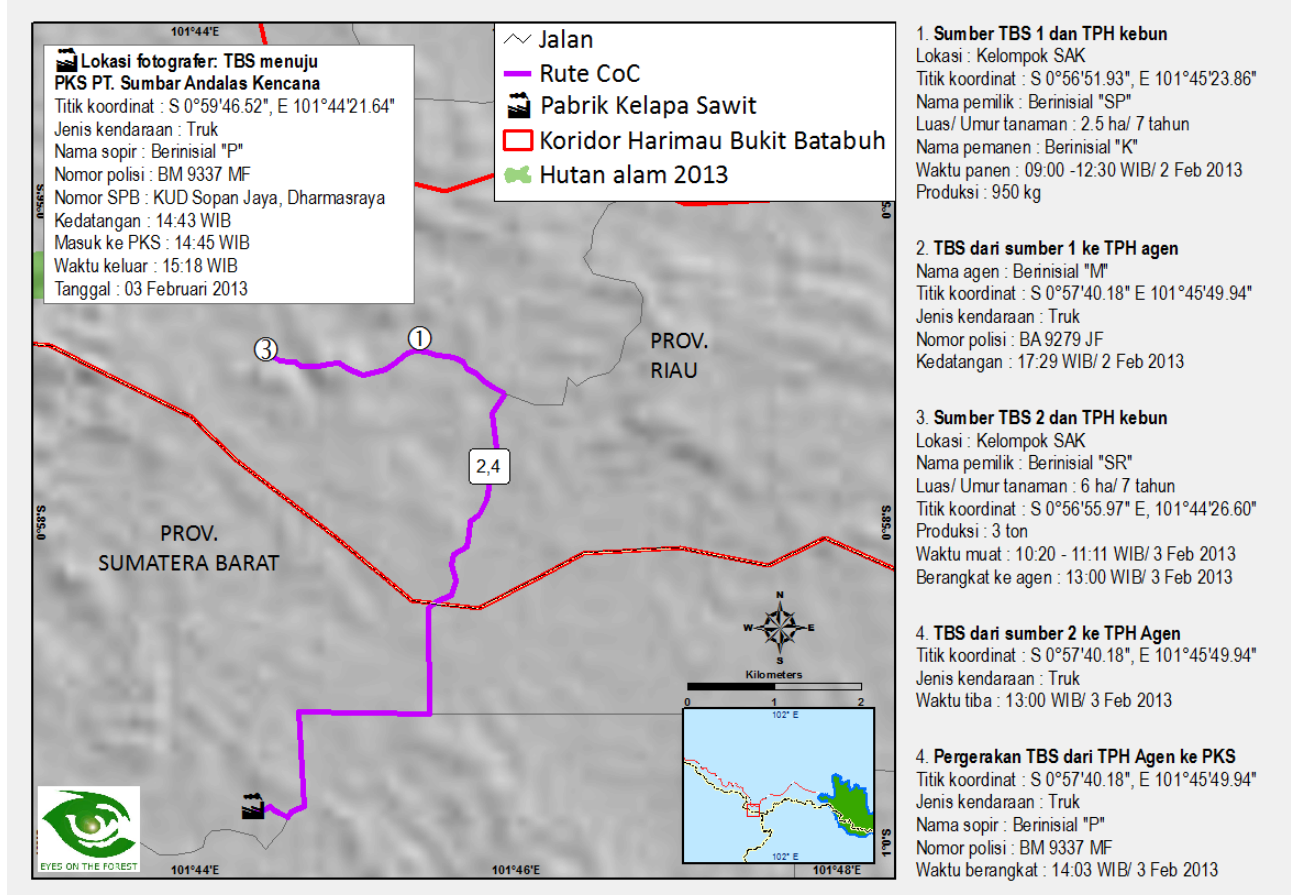 101°44'E
Lokasi fotografer: TBS menuju
PKS PT. Sumbar Andalas Kencana
Titik koordinat : S 0°59'46.52", E 101°44'21.64"
Jenis kendaraan : Truk
Nama sopir : Berinisial "P"
Nomor polisi : BM 9337 MF
Nomor SPB : KUD Sopan Jaya, Dharmasraya
Kedatangan : 14:43 WIB
Masuk ke PKS : 14:45 WIB
Waktu keluar : 15:18 WIB
Tanggal : 03 Februari 2013
Jalan
Rute CoC
Pabrik Kelapa Sawit
Koridor Harimau Bukit Batabuh
Hutan alam 2013
3
1
PROV.
RIAU
2,4
PROV.
SUMATERA BARAT
0°58'S
0°58'S
N
W
E
S
Kilometers
0
1
2
102° E
102° E
1°0'S
EYES ON THE FOREST
101°44'E
101°46'E
101°48'E
1. Sumber TBS 1 dan TPH kebun
Lokasi : Kelompok SAK
Titik koordinat : S 0°56'51.93", E 101°45'23.86"
Nama pemilik : Berinisial "SP"
Luas/ Umur tanaman : 2.5 ha/ 7 tahun
Nama pemanen : Berinisial "K"
Waktu panen : 09:00 -12:30 WIB/ 2 Feb 2013
Produksi : 950 kg
2. TBS dari sumber 1 ke TPH agen
Nama agen : Berinisial "M"
Titik koordinat : S 0°57'40.18" E 101°45'49.94"
Jenis kendaraan : Truk
Nomor polisi : BA 9279 JF
Kedatangan : 17:29 WIB/ 2 Feb 2013
3. Sumber TBS 2 dan TPH kebun
Lokasi : Kelompok SAK
Nama pemilik : Berinisial "SR"
Luas/ Umur tanaman : 6 ha/ 7 tahun
Titik koordinat : S 0°56'55.97" E, 101°44'26.60"
Produksi : 3 ton
Waktu muat : 10:20 - 11:11 WIB/ 3 Feb 2013
Berangkat ke agen : 13:00 WIB/ 3 Feb 2013
4. TBS dari sumber 2 ke TPH Agen
Titik koordinat : S 0°57'40.18", E 101°45'49.94"
Jenis kendaraan : Truk
Waktu tiba : 13:00 WIB/ 3 Feb 2013
4. Pergerakan TBS dari TPH Agen ke PKS
Titik koordinat : S 0°57'40.18", E 101°45'49.94"
Jenis kendaraan : Truk
Nama sopir : Berinisial "P"
Nomor polisi : BM 9337 MF
Waktu berangkat : 14:03 WIB/ 3 Feb 2013